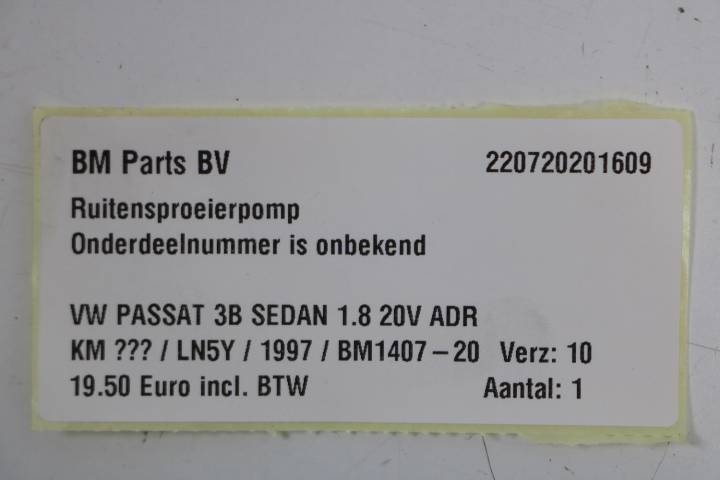 BM Parts BV 220720201609
Ruitensproeierpomp
Onderdeelnummer is onbekend
VW PASSAT 3B SEDAN 1.8 20V ADR
KM ??? / LN5Y / 1997 / BM1407-20 Verz: 10
19.50 Euro incl. BTW Aantal: 1